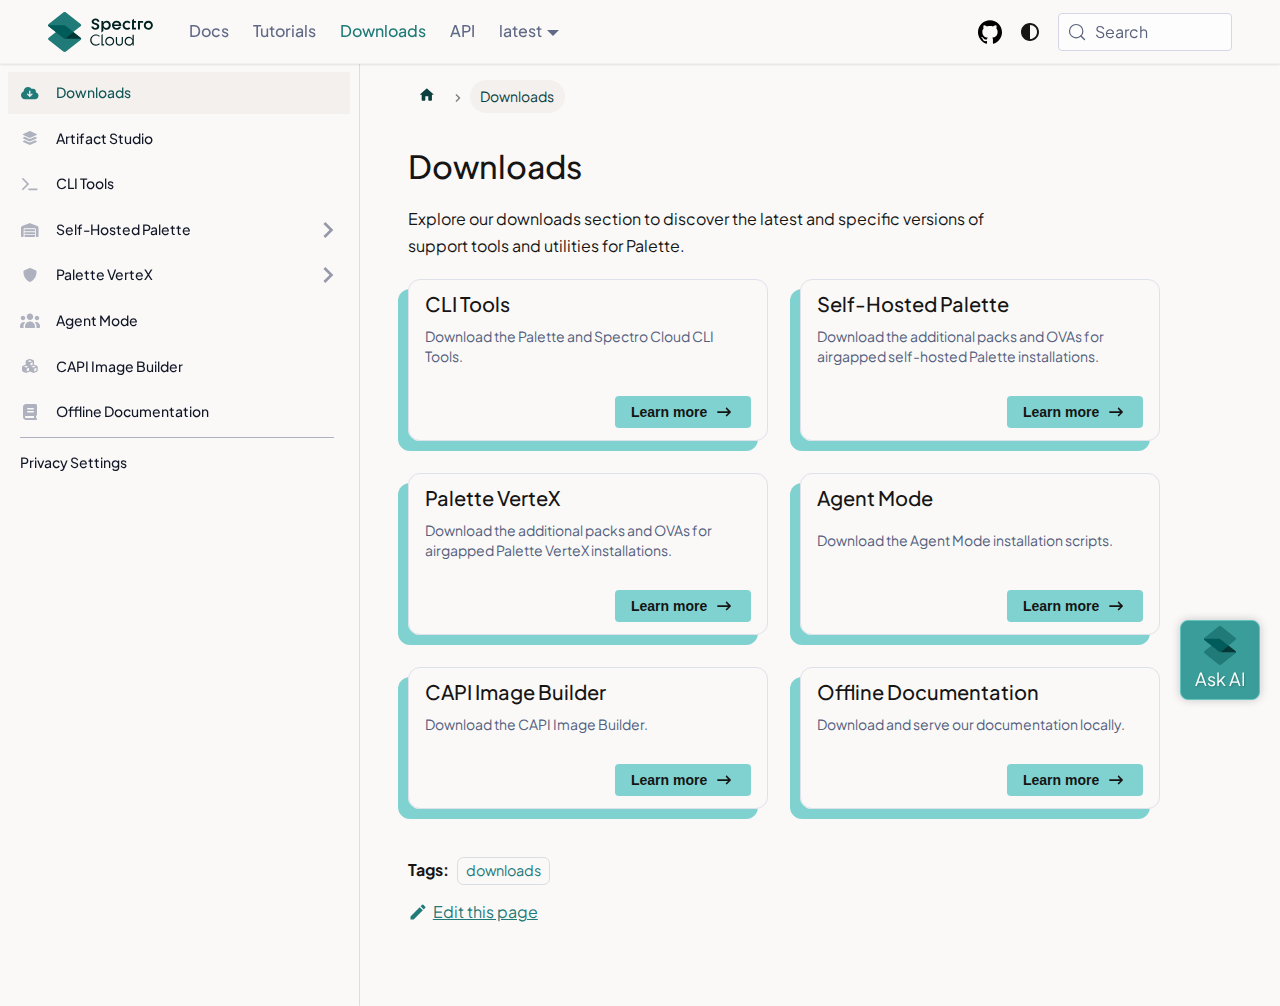 Spectro
Cloud
Docs
Tutorials
Downloads
API
latest
Search
Downloads
Artifact Studio
CLI Tools
Self-Hosted Palette
Palette VerteX
Agent Mode
CAPI Image Builder
Offline Documentation
Privacy Settings
Downloads
Downloads
Explore our downloads section to discover the latest and specific versions of
support tools and utilities for Palette.
CLI Tools
Download the Palette and Spectro Cloud CLI
Tools.
Learn more
Self-Hosted Palette
Download the additional packs and OVAs for
airgapped self-hosted Palette installations.
Learn more
Palette VerteX
Download the additional packs and OVAs for
airgapped Palette VerteX installations.
Learn more
Agent Mode
Download the Agent Mode installation scripts.
Learn more
CAPI Image Builder
Download the CAPI Image Builder.
Learn more
Offline Documentation
Download and serve our documentation locally.
Learn more
Ask AI
Tags: downloads
Edit this page